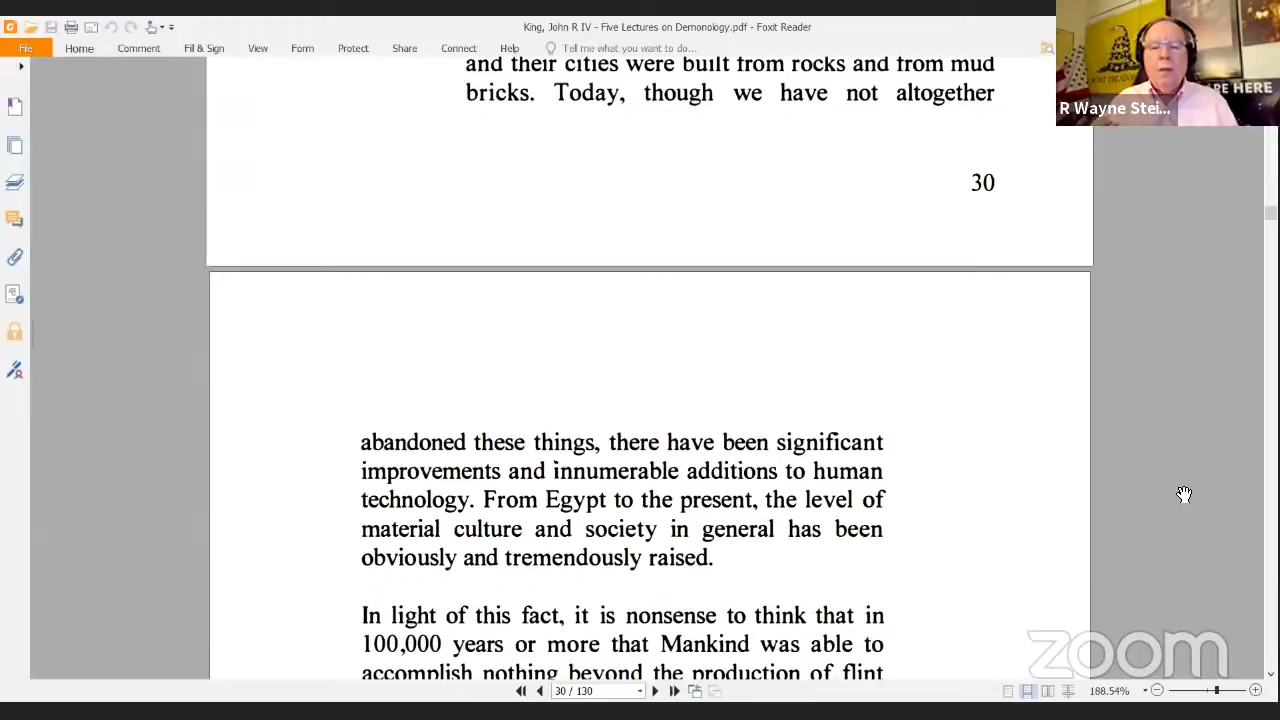 King, John R IV - Five Lectures on Demonology.pdf - Foxit Reader
File Home Comment Fill & Sign View Form Protect Share Connect Help Tell me what you want to do...
and their cities were built from rocks and from mud
bricks. Today, though we have not altogether
ARE HERE
R Wayne Stei...
30
abandoned these things, there have been significant
improvements and innumerable additions to human
technology. From Egypt to the present, the level of
material culture and society in general has been
obviously and tremendously raised.
In light of this fact, it is nonsense to think that in
100,000 years or more that Mankind was able to
accomplish nothing beyond the production of flint
zoom
30 / 130
188.54%